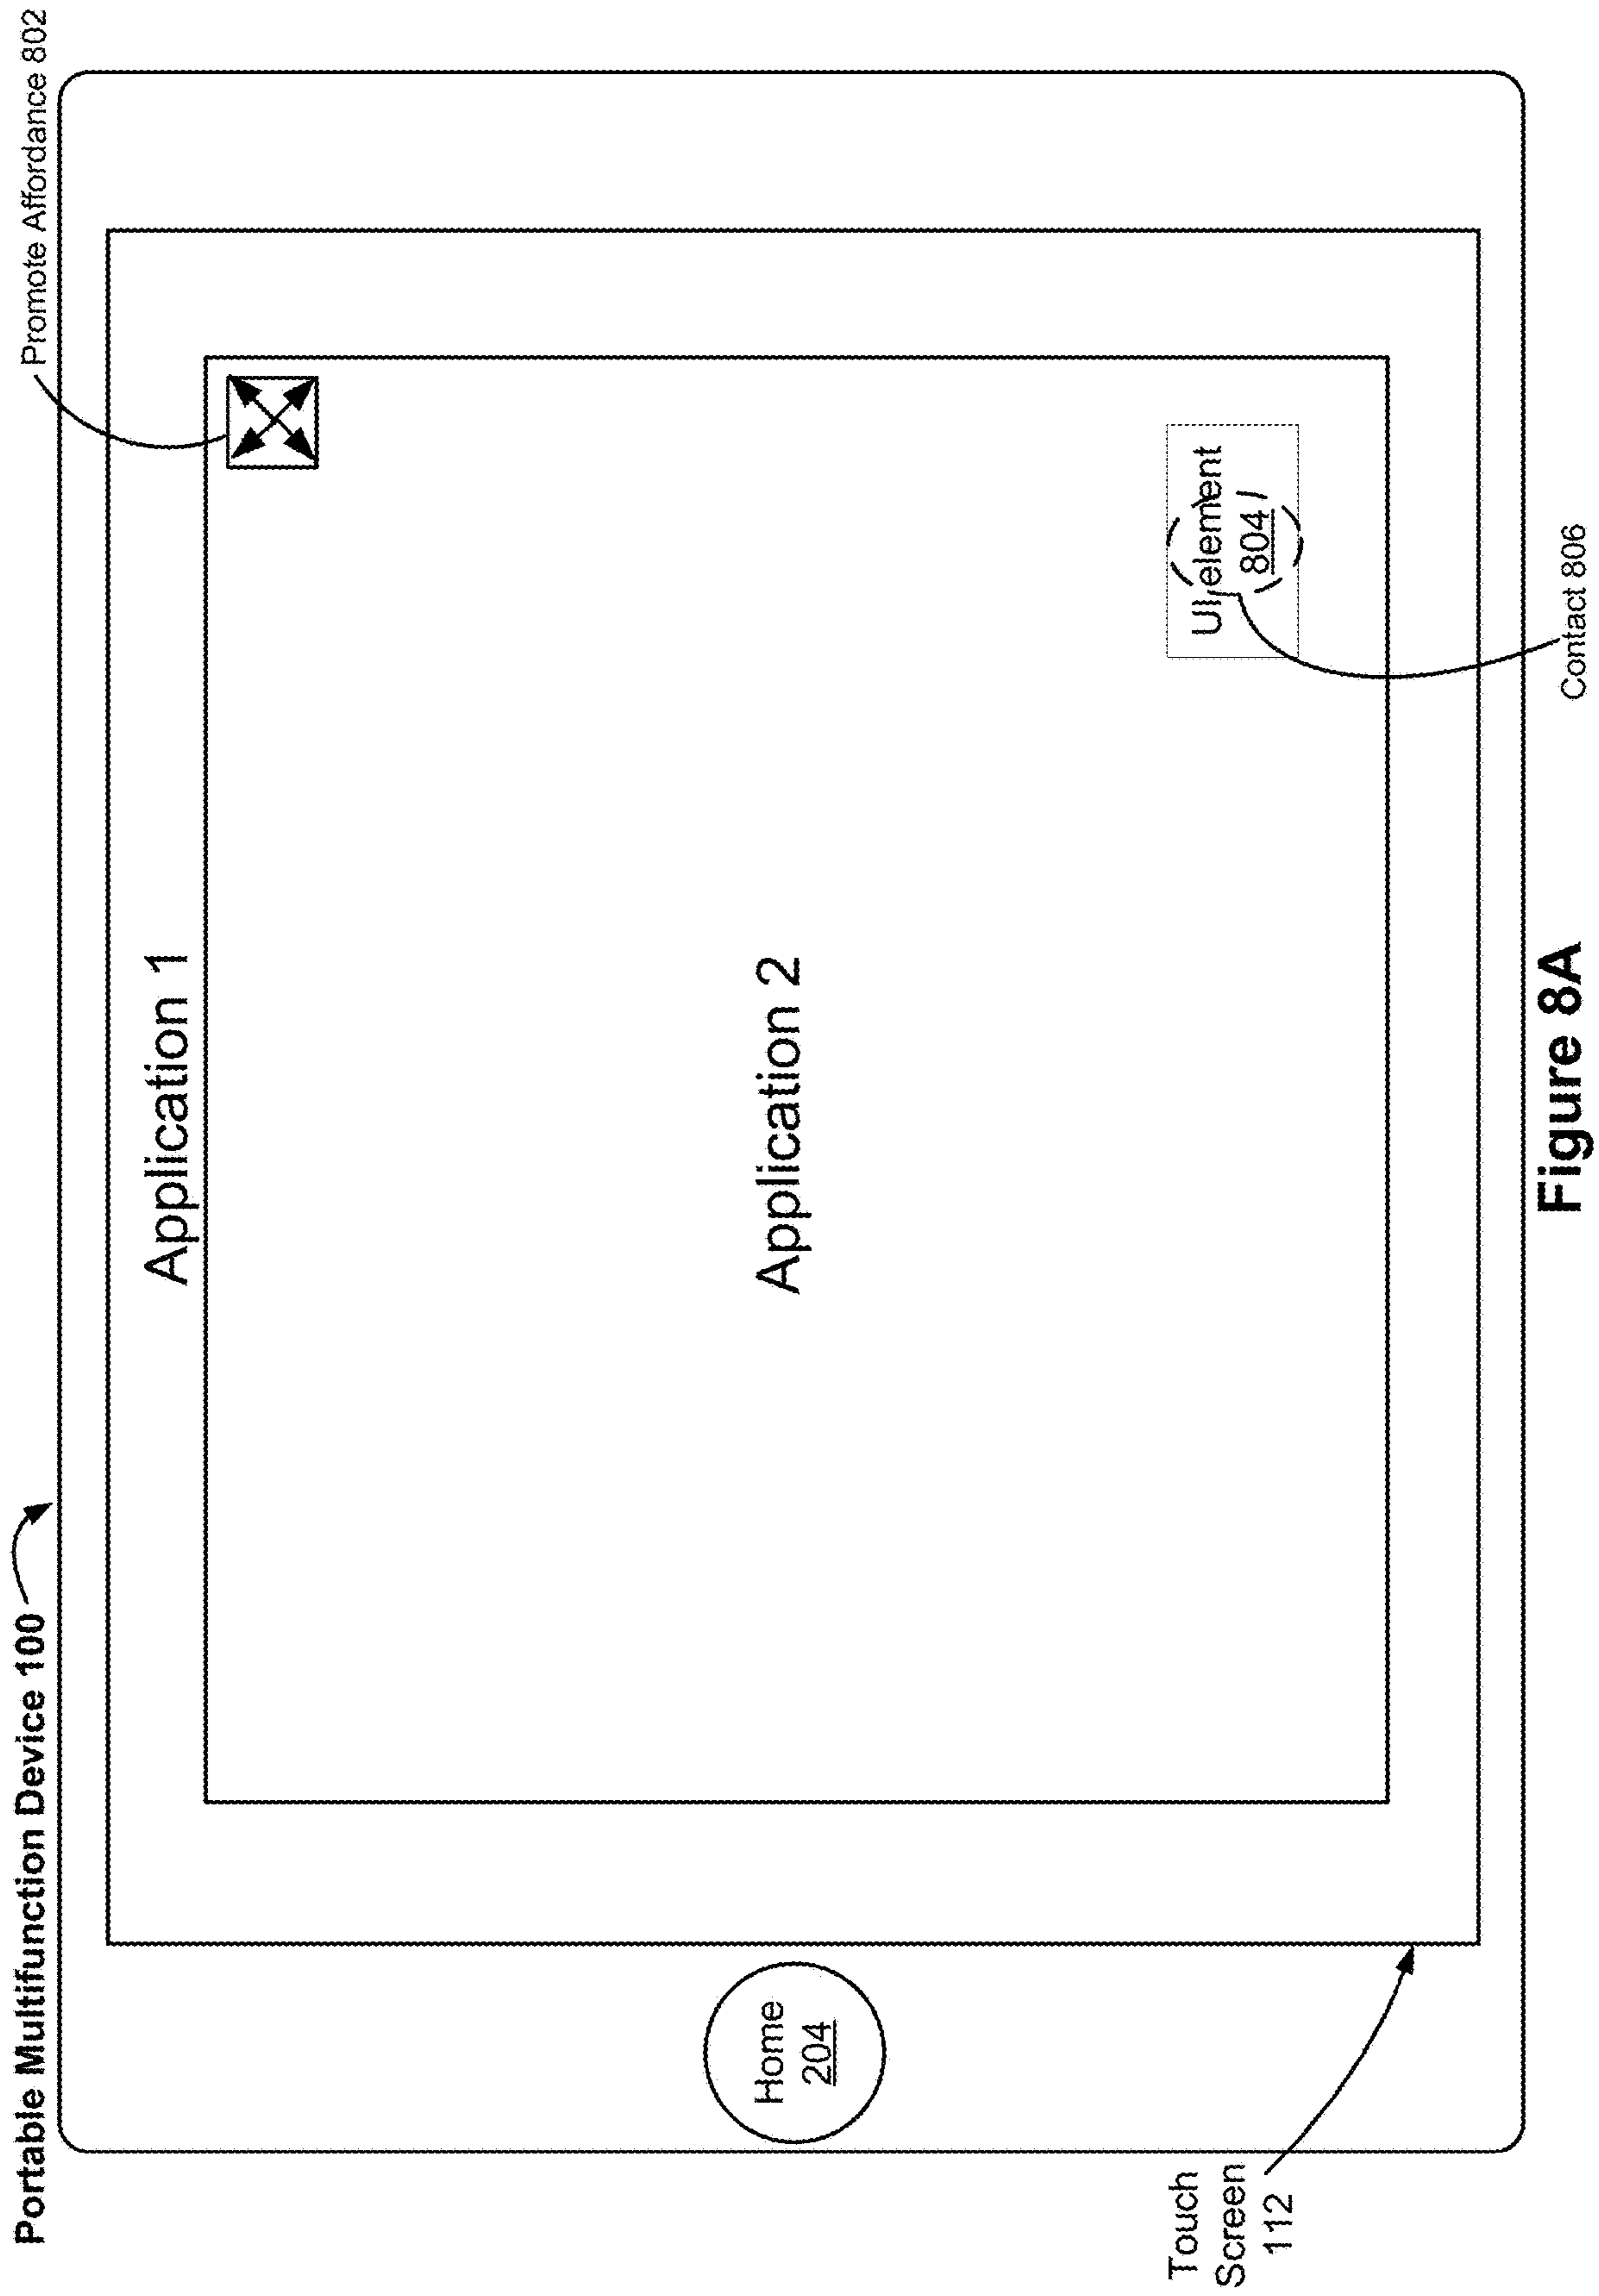 Portable Multifunction Device 100
Promote Affordance 802
Application 1
Application 2
Home
204
UI element
804
Touch
Screen
112
Contact 806
Figure 8A